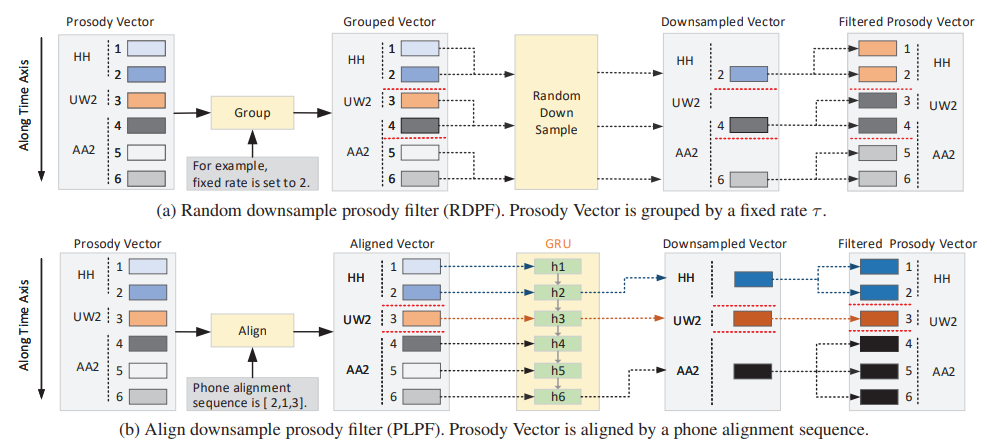 Prosody Vector
Grouped Vector
Downsampled Vector
Filtered Prosody Vector
Along Time Axis
HH
UW2
AA2
1
2
3
4
5
6
Group
For example,
fixed rate is set to 2.
HH
UW2
AA2
1
2
3
4
5
6
Random
Down
Sample
HH
UW2
AA2
2
4
6
1
2
3
4
5
6
HH
UW2
AA2
(a) Random downsample prosody filter (RDPF). Prosody Vector is grouped by a fixed rate τ.
Prosody Vector
Aligned Vector
GRU
Downsampled Vector
Filtered Prosody Vector
Along Time Axis
HH
UW2
AA2
1
2
3
4
5
6
Align
Phone alignment
sequence is [ 2,1,3].
HH
UW2
AA2
1
2
3
4
5
6
h1
h2
h3
h4
h5
h6
HH
UW2
AA2
1
2
3
4
5
6
HH
UW2
AA2
(b) Align downsample prosody filter (PLPF). Prosody Vector is aligned by a phone alignment sequence.